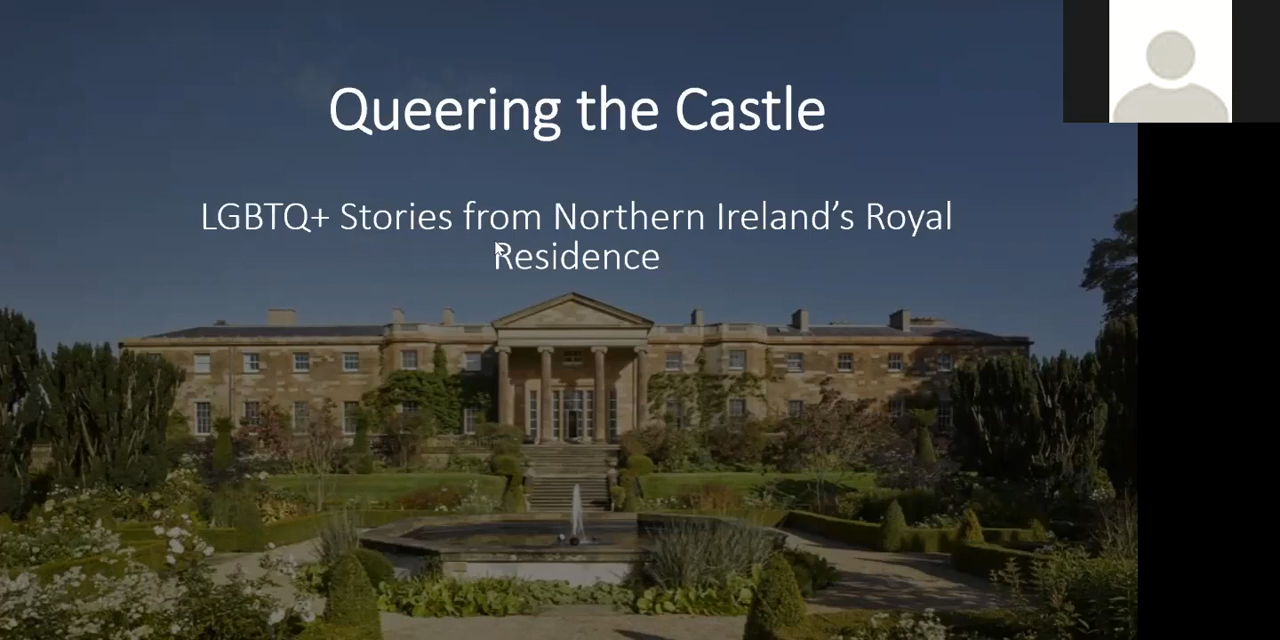 Queering the Castle
LGBTQ+ Stories from Northern Ireland’s Royal
Residence